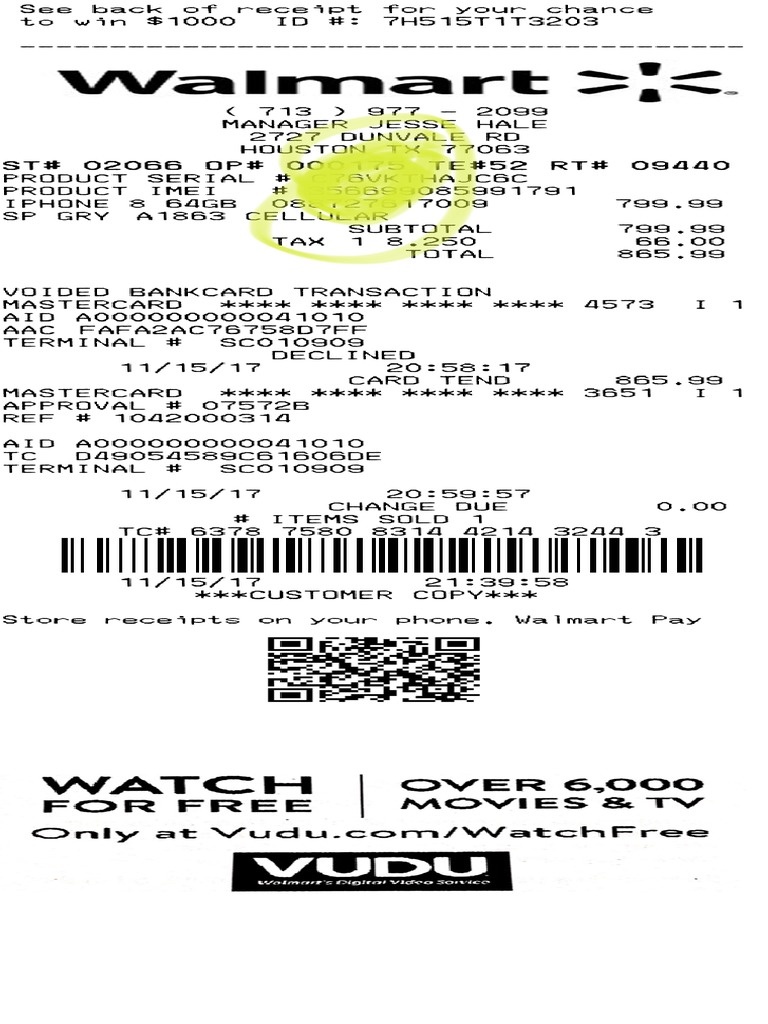 See back of receipt for your chance
to win $1000 ID #: 7H515T1T3203
Walmart
( 713 ) 977 - 2099
MANAGER JESSE HALE
2727 DUNVALE RD
HOUSTON TX 77063
ST# 02066 OP# 000175 TE#52 RT# 09440
PRODUCT SERIAL #
PRODUCT IMEI #
IPHONE 8 64GB 799.99
SP GRY A1863 CELLULAR
SUBTOTAL 799.99
TAX 1 8.250 66.00
TOTAL 865.99
VOIDED BANKCARD TRANSACTION
MASTERCARD **** **** **** **** **** 4573 I 1
AID A0000000000041010
AAC FAFA2AC76758D7FF
TERMINAL # SC010909
DECLINED
11/15/17 20:58:17
CARD TEND 865.99
MASTERCARD **** **** **** **** **** 3651 I 1
APPROVAL # 07572B
REF # 1042000314
AID A0000000000041010
TC D49054589C61606DE
TERMINAL # SC010909
11/15/17 20:59:57
CHANGE DUE 0.00
# ITEMS SOLD 1
TC# 6378 7580 8314 4214 3244 3
11/15/17 21:39:58
***CUSTOMER COPY***
Store receipts on your phone. Walmart Pay
WATCH FOR FREE
OVER 6,000 MOVIES & TV
Only at Vudu.com/WatchFree
VUDU
Walmart's Digital Video Service